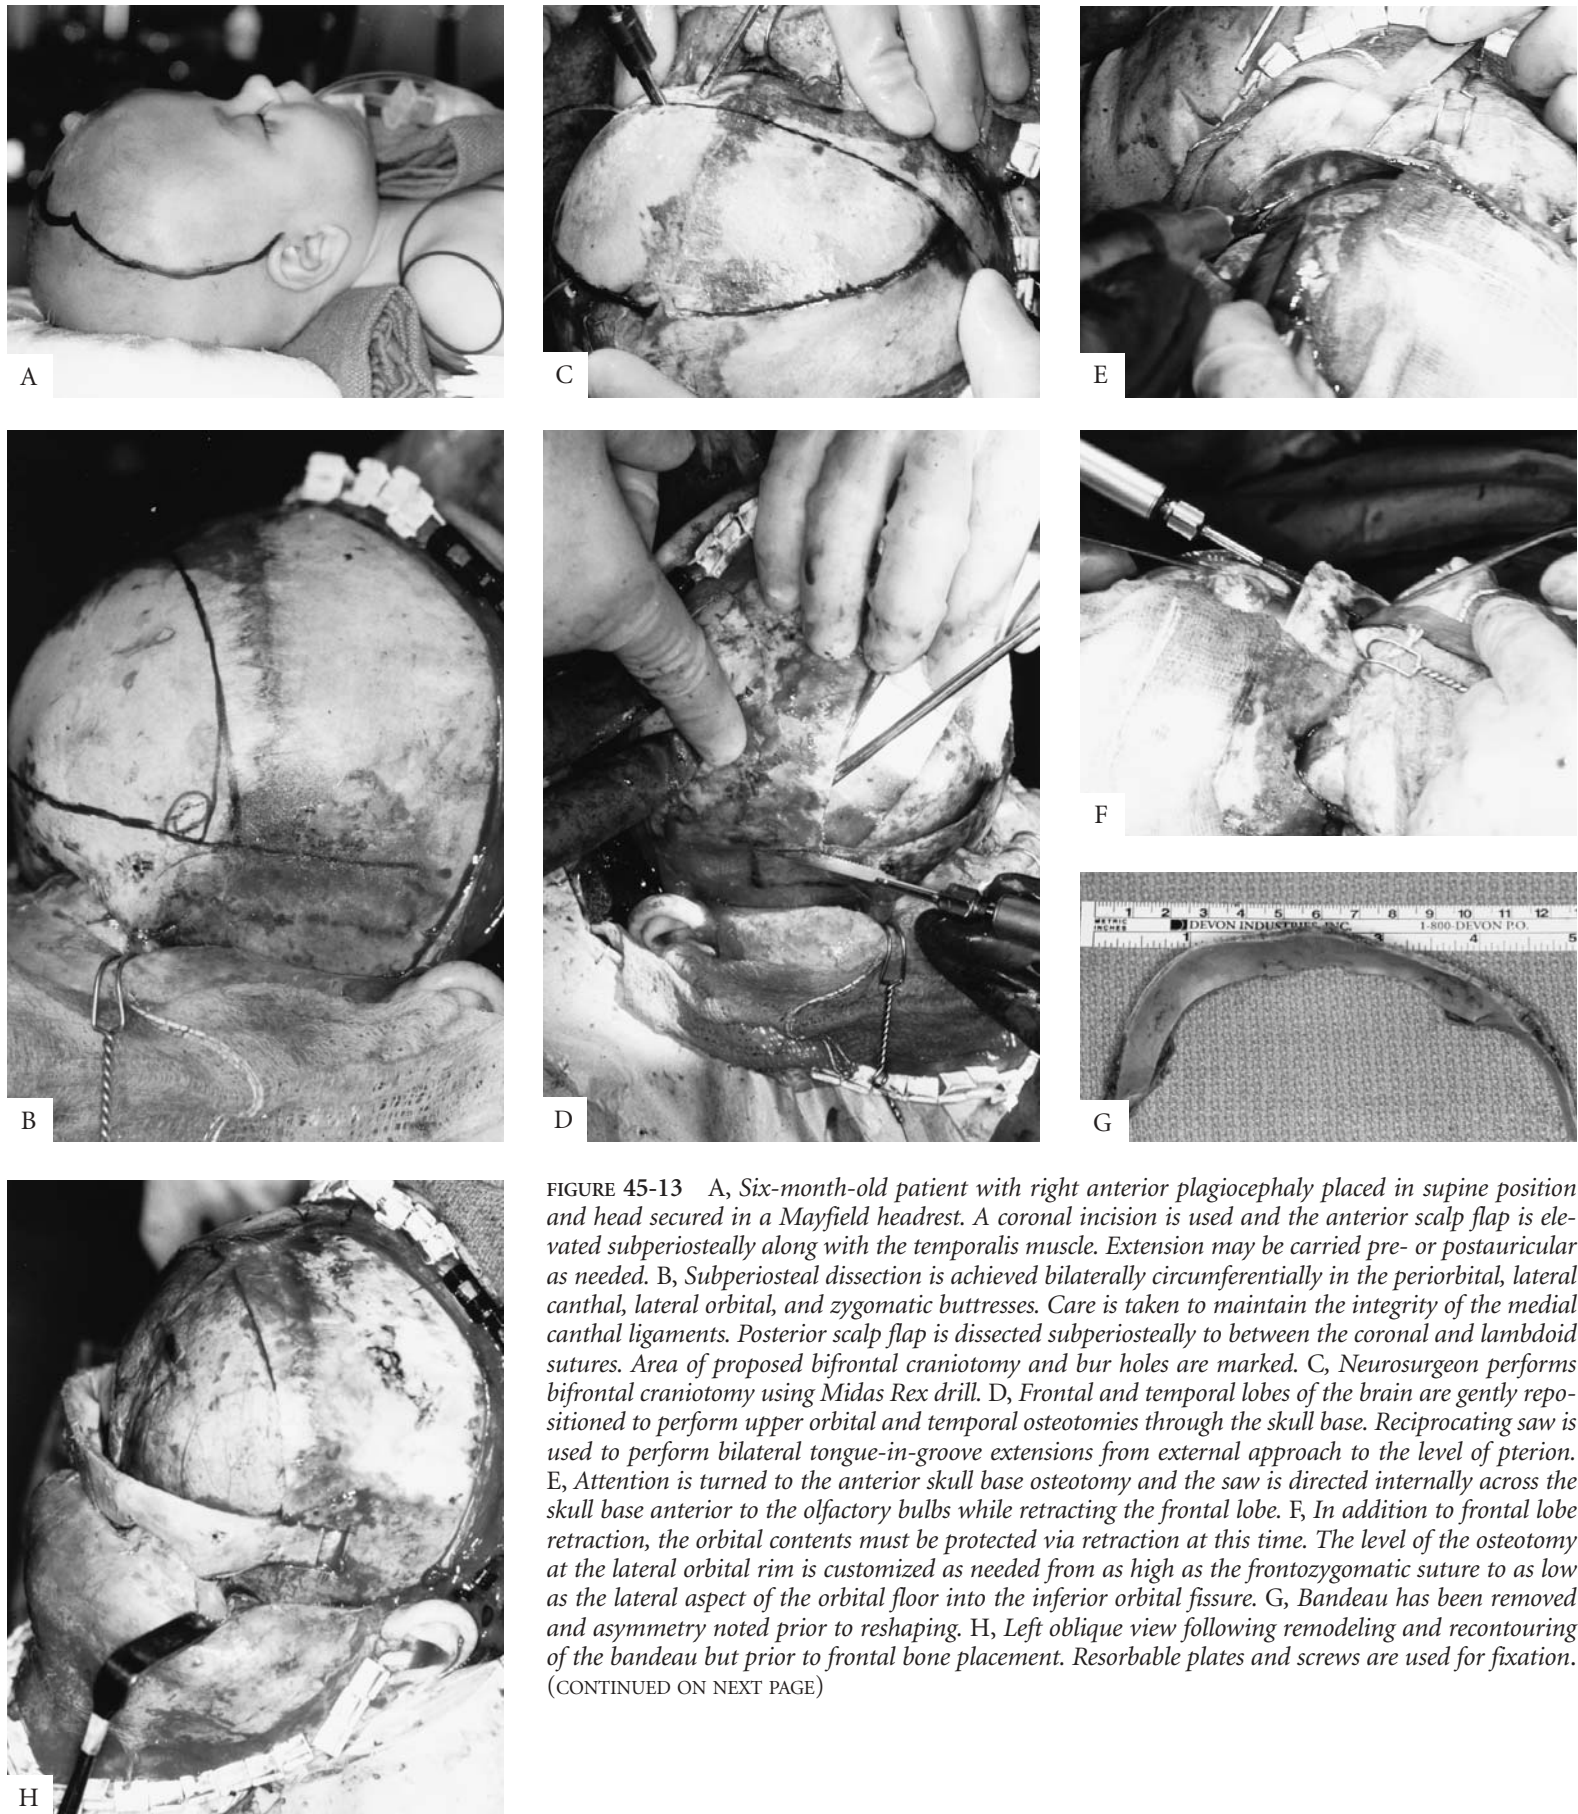 A
C
E
B
D
F
METRIC
INCHES
1 2 3 4 5 6 7 8 9 10 11 12
DEVON INDUSTRIES, INC. 1-800-DEVON P.O.
1 3 4 5
G
H
FIGURE 45-13 A, Six-month-old patient with right anterior plagiocephaly placed in supine position
and head secured in a Mayfield headrest. A coronal incision is used and the anterior scalp flap is ele-
vated subperiosteally along with the temporalis muscle. Extension may be carried pre- or postauricular
as needed. B, Subperiosteal dissection is achieved bilaterally circumferentially in the periorbital, lateral
canthal, lateral orbital, and zygomatic buttresses. Care is taken to maintain the integrity of the medial
canthal ligaments. Posterior scalp flap is dissected subperiosteally to between the coronal and lambdoid
sutures. Area of proposed bifrontal craniotomy and bur holes are marked. C, Neurosurgeon performs
bifrontal craniotomy using Midas Rex drill. D, Frontal and temporal lobes of the brain are gently repo-
sitioned to perform upper orbital and temporal osteotomies through the skull base. Reciprocating saw is
used to perform bilateral tongue-in-groove extensions from external approach to the level of pterion.
E, Attention is turned to the anterior skull base osteotomy and the saw is directed internally across the
skull base anterior to the olfactory bulbs while retracting the frontal lobe. F, In addition to frontal lobe
retraction, the orbital contents must be protected via retraction at this time. The level of the osteotomy
at the lateral orbital rim is customized as needed from as high as the frontozygomatic suture to as low
as the lateral aspect of the orbital floor into the inferior orbital fissure. G, Bandeau has been removed
and asymmetry noted prior to reshaping. H, Left oblique view following remodeling and recontouring
of the bandeau but prior to frontal bone placement. Resorbable plates and screws are used for fixation.
(CONTINUED ON NEXT PAGE)